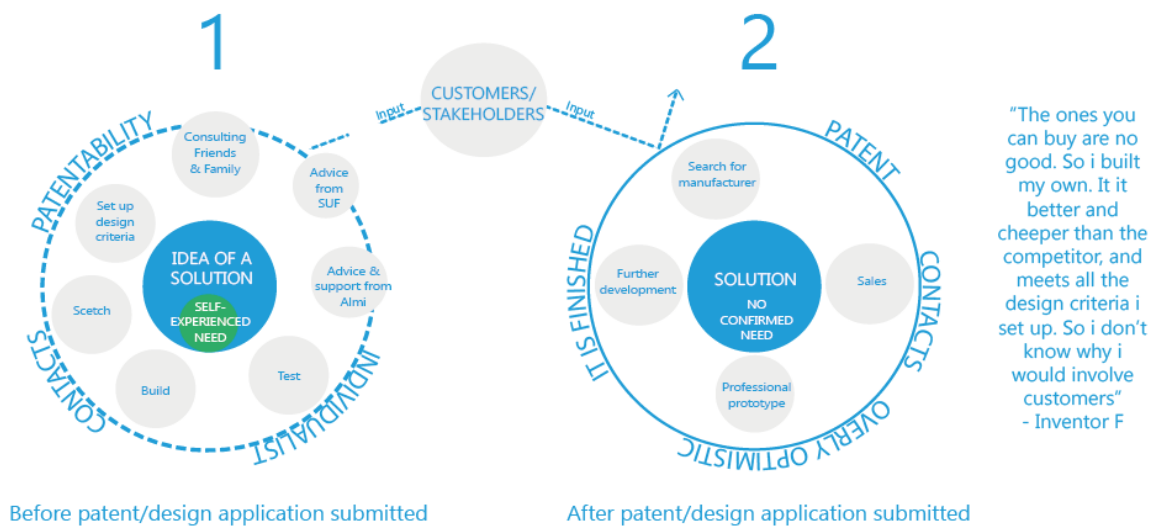 1
PATENTABILITY
CONTACTS
INDIVIDUALIST
Consulting
Friends
& Family
Advice
from
SUF
Set up
design
criteria
IDEA OF A
SOLUTION
SELF-
EXPERIENCED
NEED
Advice &
support from
Almi
Scetch
Build
Test
Before patent/design application submitted
Input
CUSTOMERS/
STAKEHOLDERS
Input
2
PATENT
CONTACTS
OVERLY OPTIMISTIC
IT IS FINISHED
Search for
manufacturer
Further
development
SOLUTION
NO
CONFIRMED
NEED
Sales
Professional
prototype
After patent/design application submitted
"The ones you
can buy are no
good. So i built
my own. It it
better and
cheeper than the
competitor, and
meets all the
design criteria i
set up. So i don't
know why i
would involve
customers"
- Inventor F